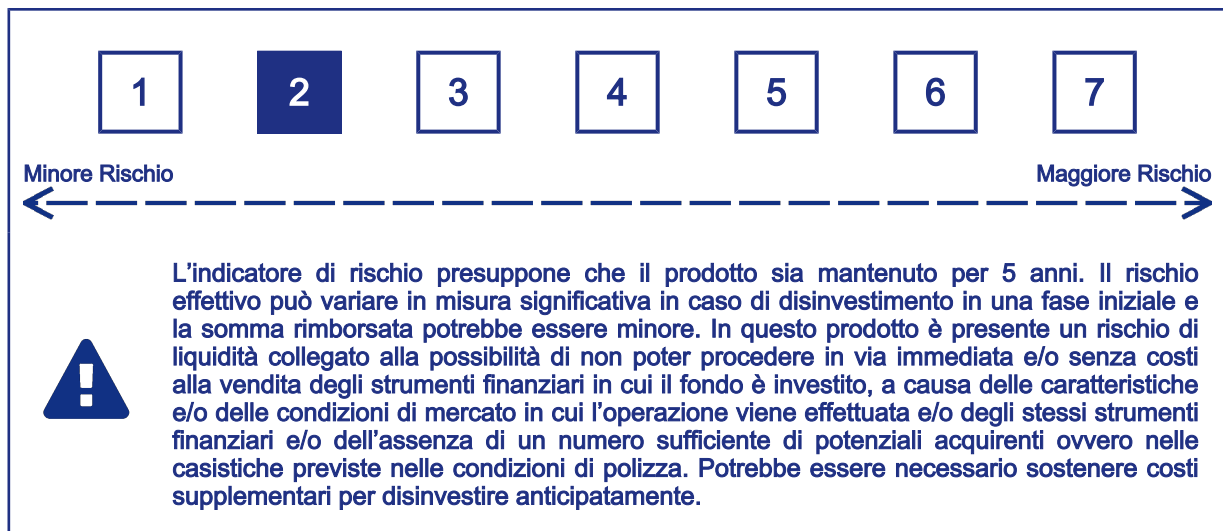 1 2 3 4 5 6 7
Minore Rischio Maggiore Rischio
L'indicatore di rischio presuppone che il prodotto sia mantenuto per 5 anni. Il rischio
effettivo può variare in misura significativa in caso di disinvestimento in una fase iniziale e
la somma rimborsata potrebbe essere minore. In questo prodotto è presente un rischio di
liquidità collegato alla possibilità di non poter procedere in via immediata e/o senza costi
alla vendita degli strumenti finanziari in cui il fondo è investito, a causa delle caratteristiche
e/o delle condizioni di mercato in cui l'operazione viene effettuata e/o degli stessi strumenti
finanziari e/o dell'assenza di un numero sufficiente di potenziali acquirenti ovvero nelle
casistiche previste nelle condizioni di polizza. Potrebbe essere necessario sostenere costi
supplementari per disinvestire anticipatamente.